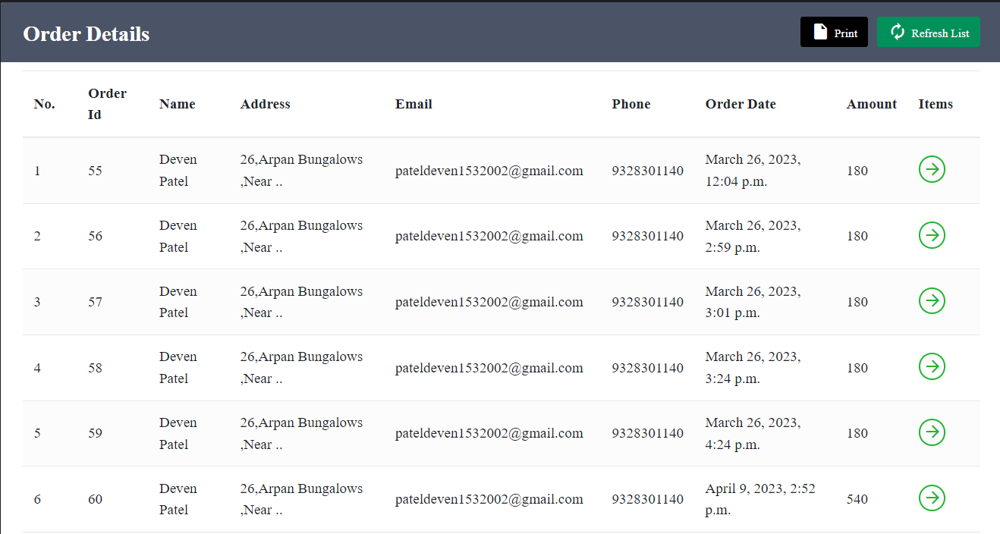 Order Details
Print
Refresh List
No. Order Id Name Address Email Phone Order Date Amount Items
1 55 Deven Patel 26,Arpan Bungalows ,Near .. pateldeven1532002@gmail.com 9328301140 March 26, 2023, 12:04 p.m. 180
2 56 Deven Patel 26,Arpan Bungalows ,Near .. pateldeven1532002@gmail.com 9328301140 March 26, 2023, 2:59 p.m. 180
3 57 Deven Patel 26,Arpan Bungalows ,Near .. pateldeven1532002@gmail.com 9328301140 March 26, 2023, 3:01 p.m. 180
4 58 Deven Patel 26,Arpan Bungalows ,Near .. pateldeven1532002@gmail.com 9328301140 March 26, 2023, 3:24 p.m. 180
5 59 Deven Patel 26,Arpan Bungalows ,Near .. pateldeven1532002@gmail.com 9328301140 March 26, 2023, 4:24 p.m. 180
6 60 Deven Patel 26,Arpan Bungalows ,Near .. pateldeven1532002@gmail.com 9328301140 April 9, 2023, 2:52 p.m. 540